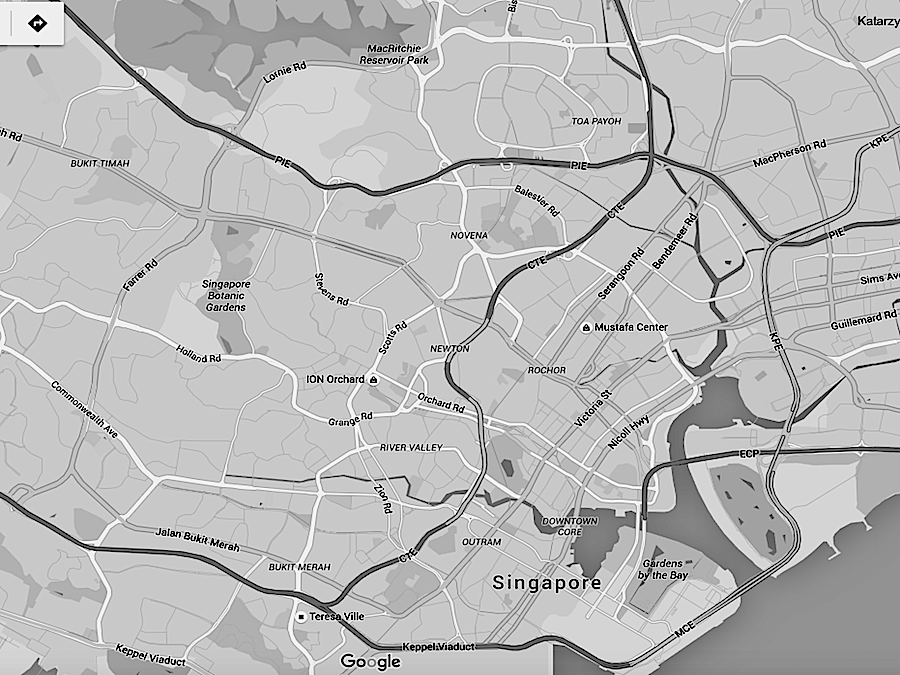 Bis
Katarzy
MacRitchie
Reservoir Park
Lornie Rd
TOA PAYOH
h Rd
BUKIT TIMAH
PIE
PIE
MacPherson Rd
KPE
Balestier Rd
CTE
NOVENA
Bendemeer Rd
PIE
CTE
Serangoon Rd
Farrer Rd
Singapore
Botanic
Gardens
Stevens Rd
Sims Ave
Guillemard Rd
Mustafa Center
Scotts Rd
KPE
NEWTON
Holland Rd
ROCHOR
ION Orchard
Commonwealth Ave
Orchard Rd
Victoria St
Grange Rd
Nicoll Hwy
RIVER VALLEY
ECP
Zion Rd
DOWNTOWN
CORE
Jalan Bukit Merah
OUTRAM
CTE
BUKIT MERAH
Gardens
by the Bay
Singapore
Teresa Ville
MCE
Keppel Viaduct
Keppel Viaduct
Google